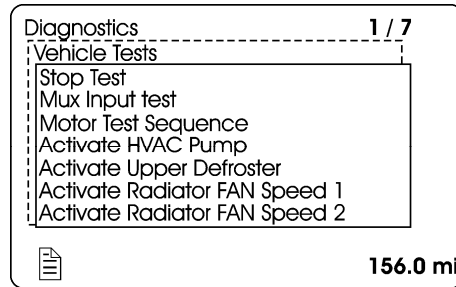 Diagnostics 1 / 7
Vehicle Tests
Stop Test
Mux Input test
Motor Test Sequence
Activate HVAC Pump
Activate Upper Defroster
Activate Radiator FAN Speed 1
Activate Radiator FAN Speed 2
156.0 mi